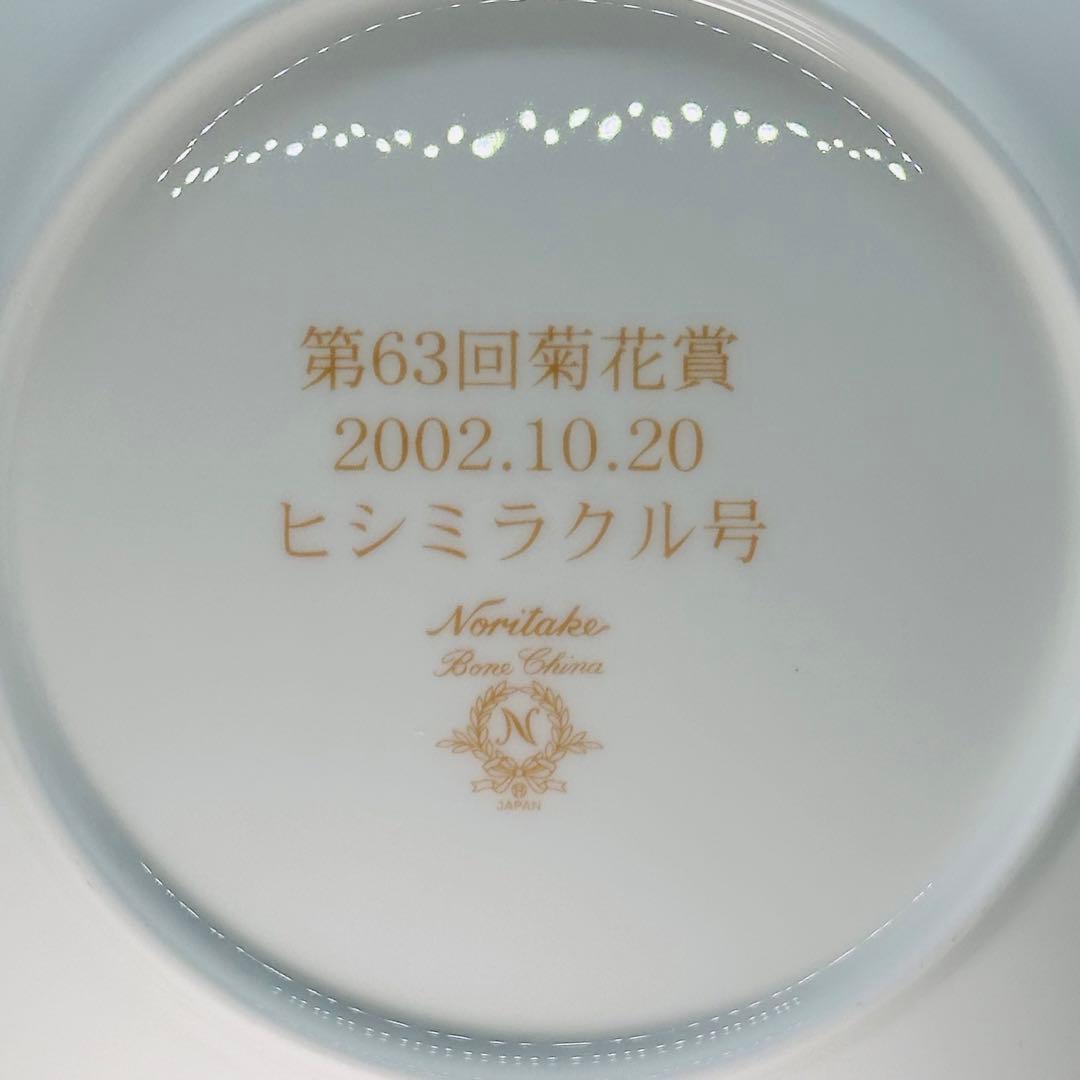 第63回菊花賞
2002.10.20
ヒシミラクル号
Noritake
Bone China
N
JAPAN